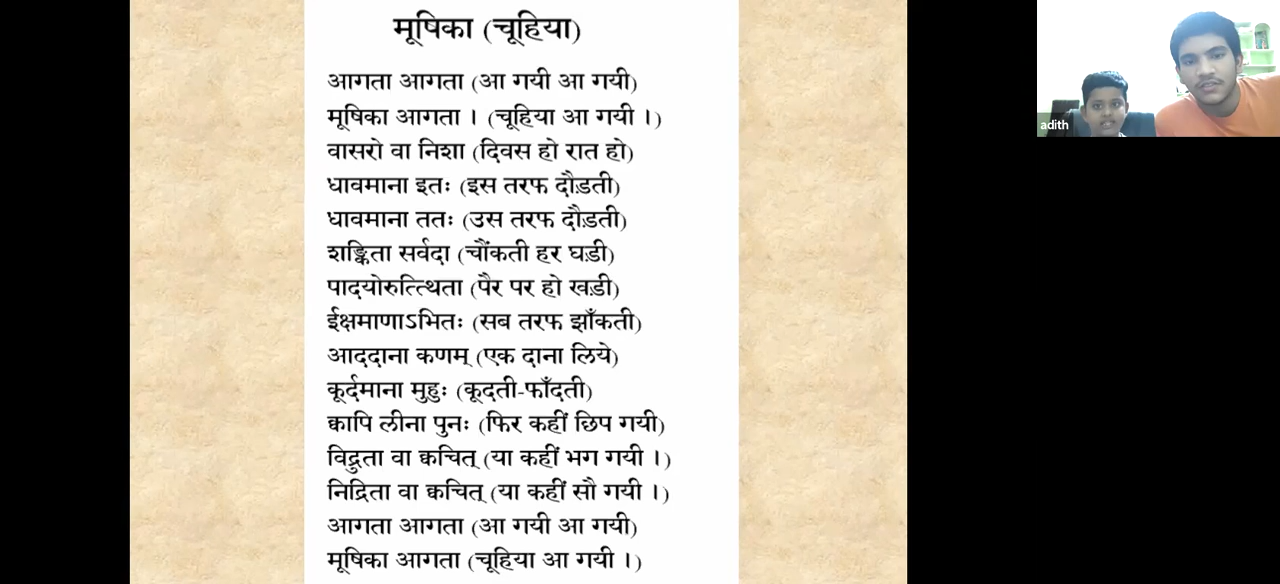 मूषिका (चूहिया)
आगता आगता (आ गयी आ गयी)
मूषिका आगता । (चूहिया आ गयी ।)
वासरो वा निशा (दिवस हो रात हो)
धावमाना इतः (इस तरफ दौड़ती)
धावमाना ततः (उस तरफ दौड़ती)
शङ्किता सर्वदा (चौंकती हर घड़ी)
पादयोरुत्त्थिता (पैर पर हो खड़ी)
ईक्षमाणाऽभितः (सब तरफ झाँकती)
आददाना कणम् (एक दाना लिये)
कूर्दमाना मुहुः (कूदती-फाँदती)
क्वापि लीना पुनः (फिर कहीं छिप गयी)
विद्रुता वा क्वचित् (या कहीं भग गयी ।)
निद्रिता वा क्वचित् (या कहीं सौ गयी ।)
आगता आगता (आ गयी आ गयी)
मूषिका आगता (चूहिया आ गयी ।)
adith